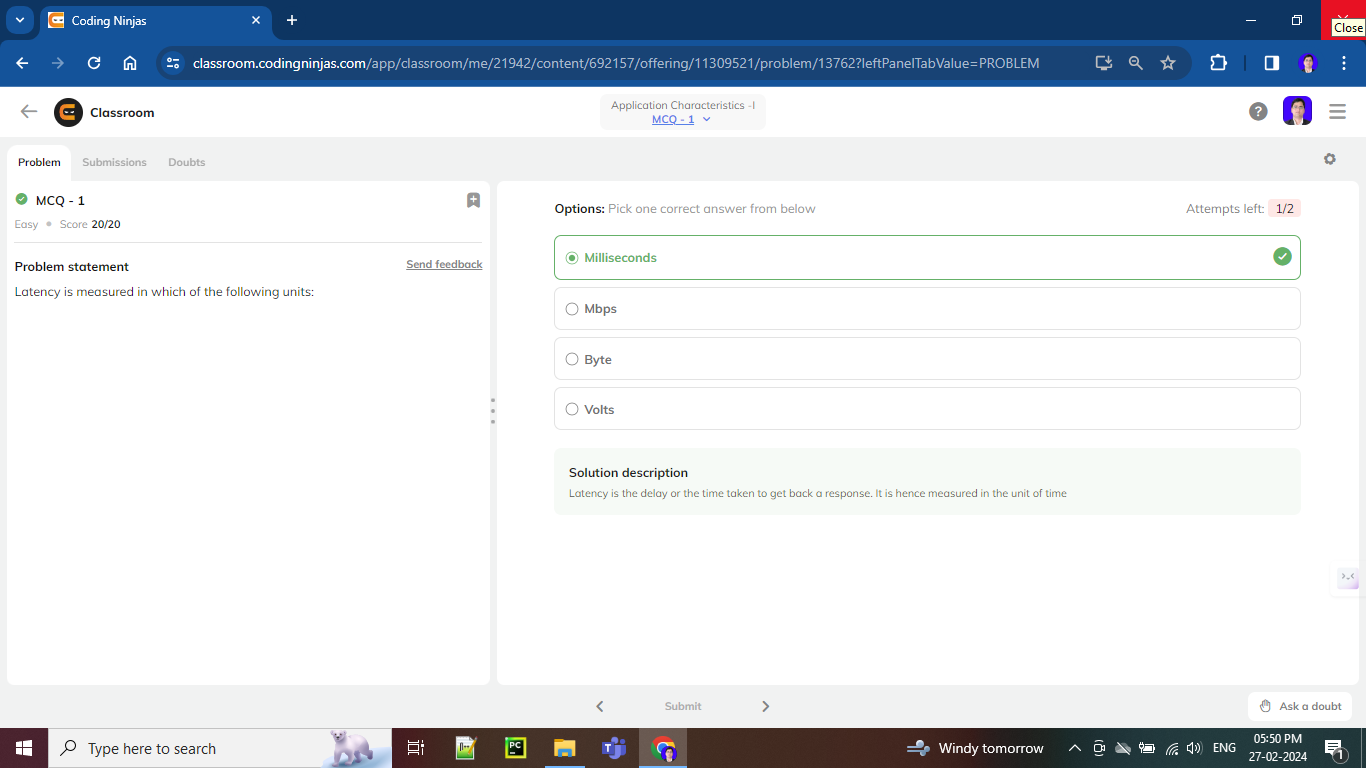 Coding Ninjas
Close
classroom.codingninjas.com/app/classroom/me/21942/content/692157/offering/11309521/problem/13762?leftPanelTabValue=PROBLEM
Classroom
Application Characteristics -I
MCQ - 1
Problem Submissions Doubts
MCQ - 1
Easy Score 20/20
Problem statement Send feedback
Latency is measured in which of the following units:
Options: Pick one correct answer from below Attempts left: 1/2
Milliseconds
Mbps
Byte
Volts
Solution description
Latency is the delay or the time taken to get back a response. It is hence measured in the unit of time
Submit
Ask a doubt
Type here to search
PC
Windy tomorrow
ENG
05:50 PM
27-02-2024
1